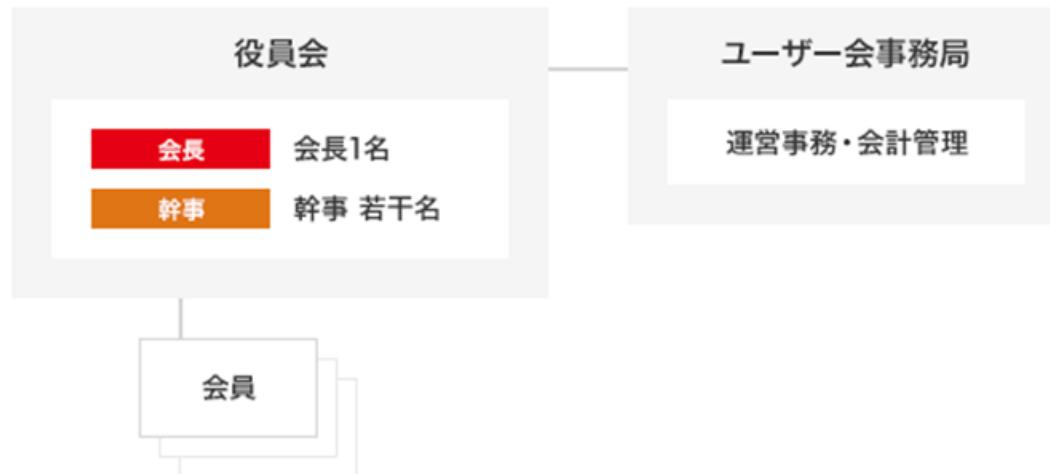 役員会
会長 会長1名
幹事 幹事 若干名
ユーザー会事務局
運営事務・会計管理
会員